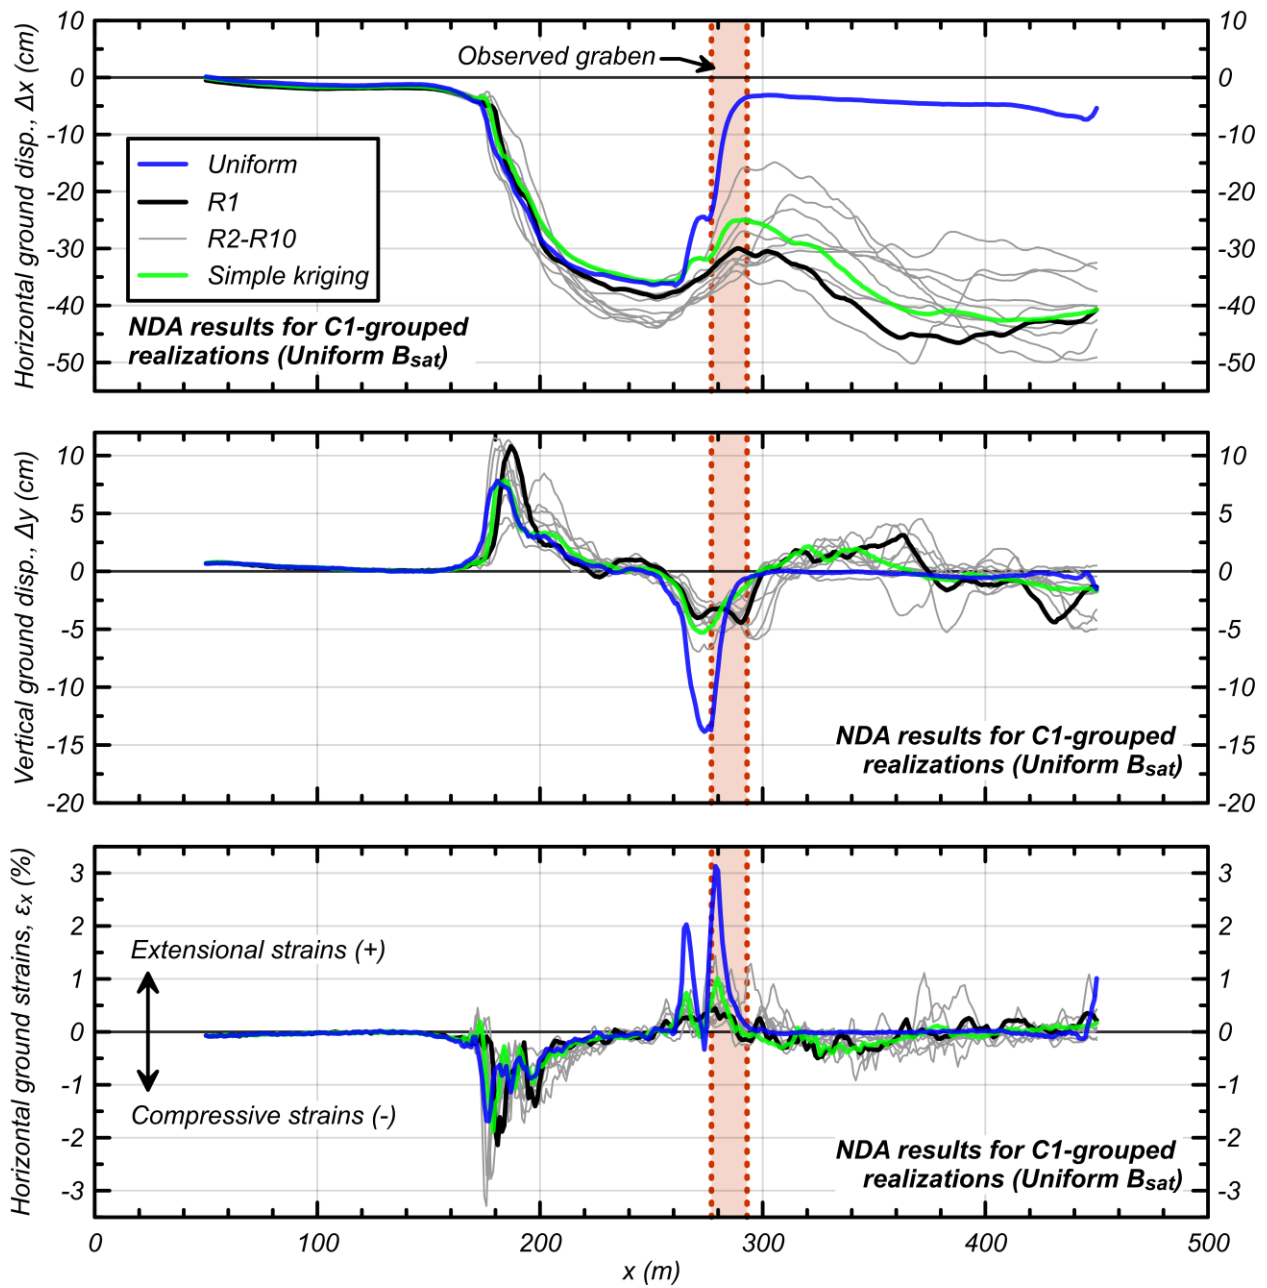 Horizontal ground disp., Δx (cm)
10
0
-10
-20
-30
-40
-50
Observed graben
Uniform
R1
R2-R10
Simple kriging
NDA results for C1-grouped
realizations (Uniform Bsat)
10
0
-10
-20
-30
-40
-50
Vertical ground disp., Δy (cm)
10
5
0
-5
-10
-15
-20
NDA results for C1-grouped
realizations (Uniform Bsat)
10
5
0
-5
-10
-15
-20
Horizontal ground strains, εx (%)
3
2
1
0
-1
-2
-3
Extensional strains (+)
Compressive strains (-)
NDA results for C1-grouped
realizations (Uniform Bsat)
3
2
1
0
-1
-2
-3
0 100 200 300 400 500
x (m)